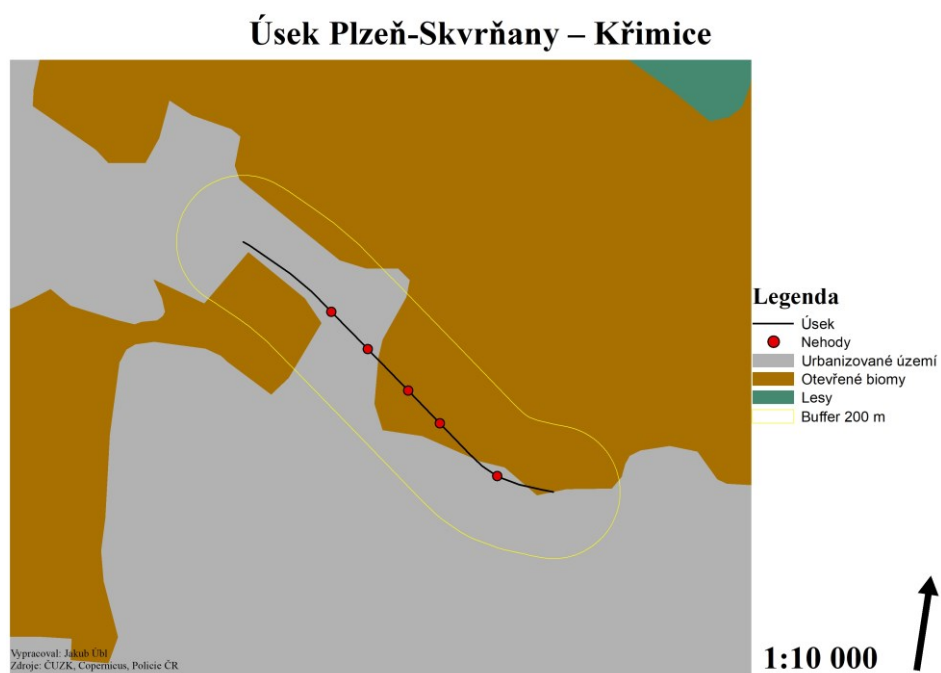 Úsek Plzeň-Skvrňany – Křimice
Legenda
Úsek
Nehody
Urbanizované území
Otevřené biomy
Lesy
Buffer 200 m
Vypracoval: Jakub Übl
Zdroje: ČUZK, Copernicus, Policie ČR
1:10 000